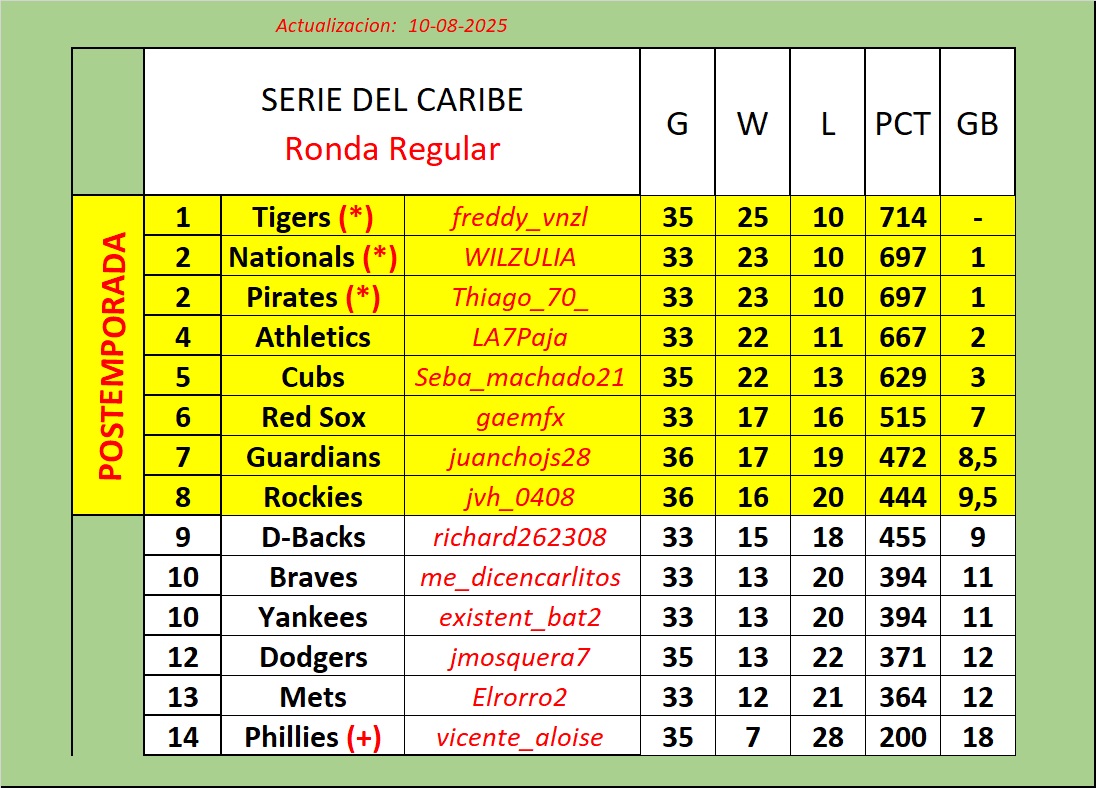 Actualizacion: 10-08-2025
SERIE DEL CARIBE
Ronda Regular
G W L PCT GB
POSTEMPORADA
1 Tigers (*) freddy_vnzl 35 25 10 714 -
2 Nationals (*) WILZULIA 33 23 10 697 1
2 Pirates (*) Thiago_70_ 33 23 10 697 1
4 Athletics LA7Paja 33 22 11 667 2
5 Cubs Seba_machado21 35 22 13 629 3
6 Red Sox gaemfx 33 17 16 515 7
7 Guardians juanchojs28 36 17 19 472 8,5
8 Rockies jvh_0408 36 16 20 444 9,5
9 D-Backs richard262308 33 15 18 455 9
10 Braves me_dicencarlitos 33 13 20 394 11
10 Yankees existent_bat2 33 13 20 394 11
12 Dodgers jmosquera7 35 13 22 371 12
13 Mets Elrorro2 33 12 21 364 12
14 Phillies (+) vicente_aloise 35 7 28 200 18